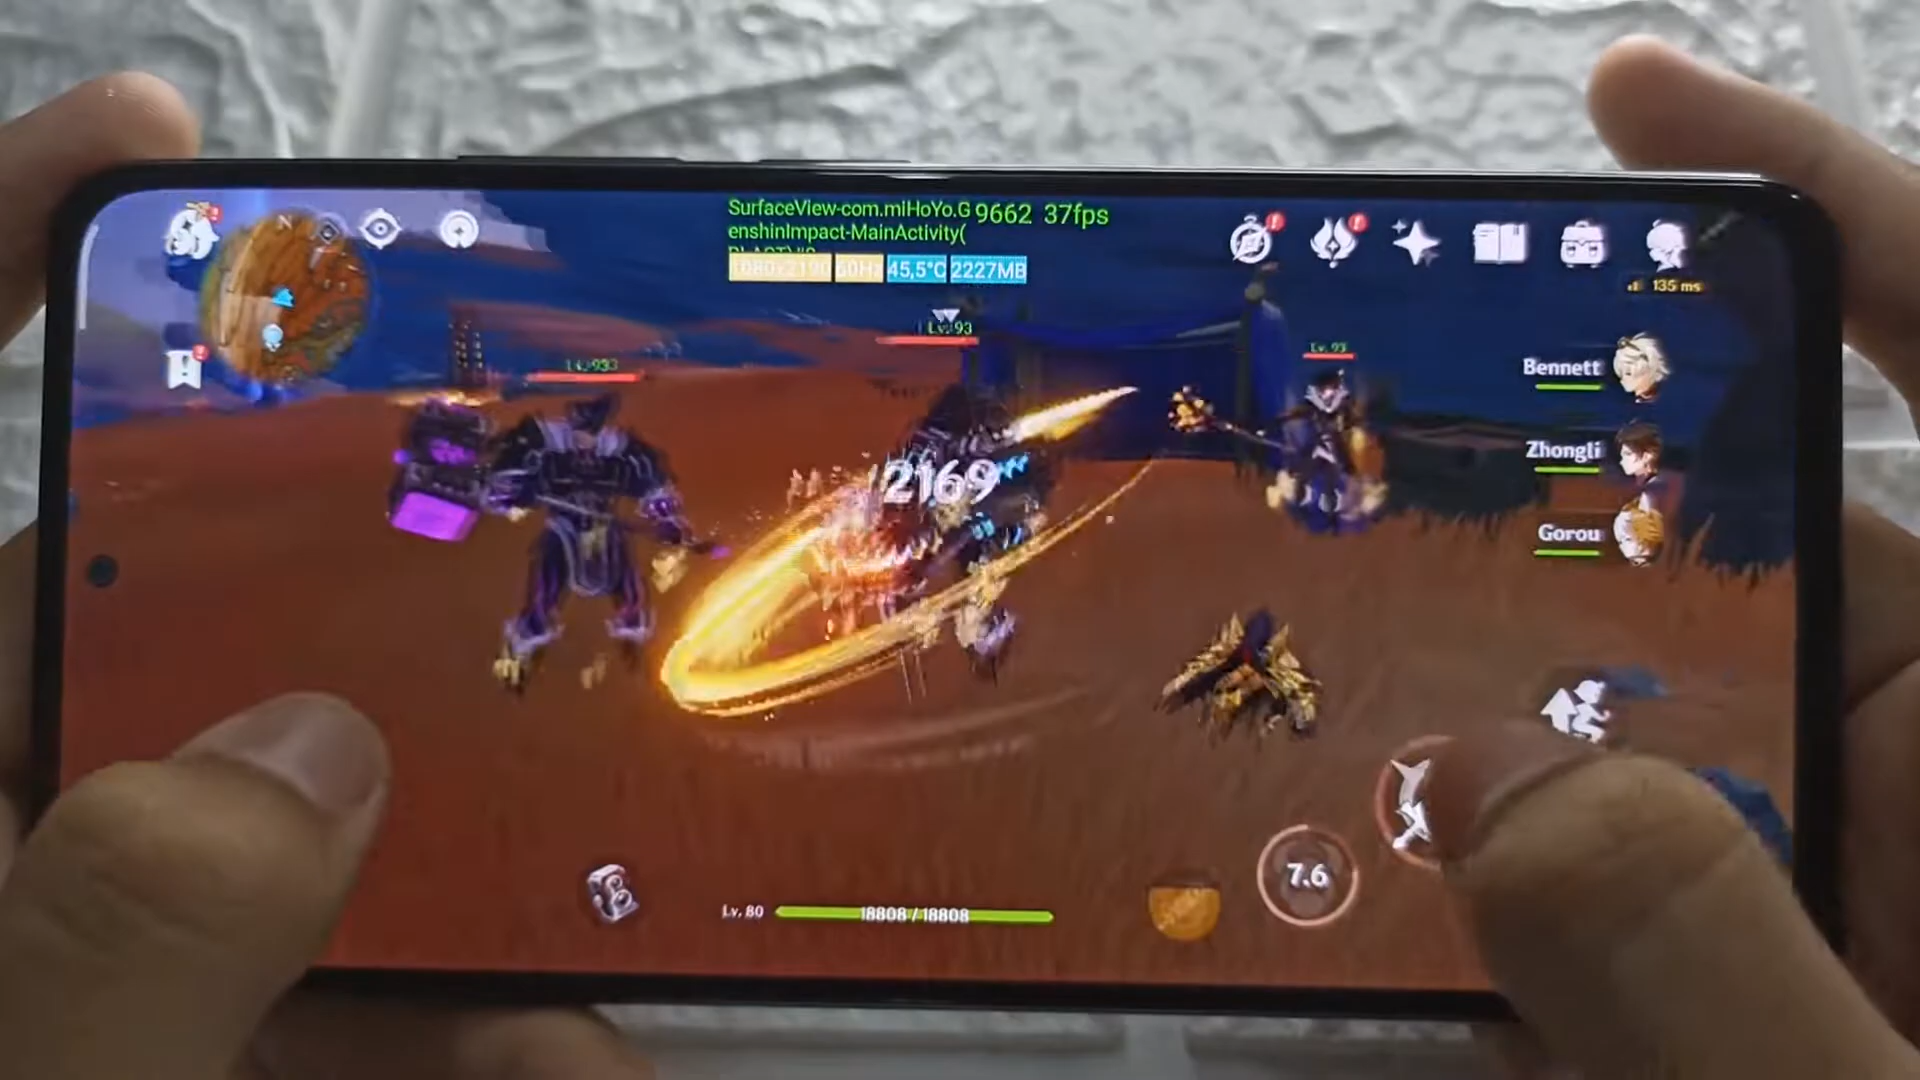 SurfaceView-com.miHoYo.G 9662 37fps
enshinImpact-MainActivity(
60Hz 45,5°C 2227MB
N
135 ms
Lv. 93
Lv. 93
Bennett
2169
Zhongli
Gorou
7.6
Lv. 80 18808 / 18808